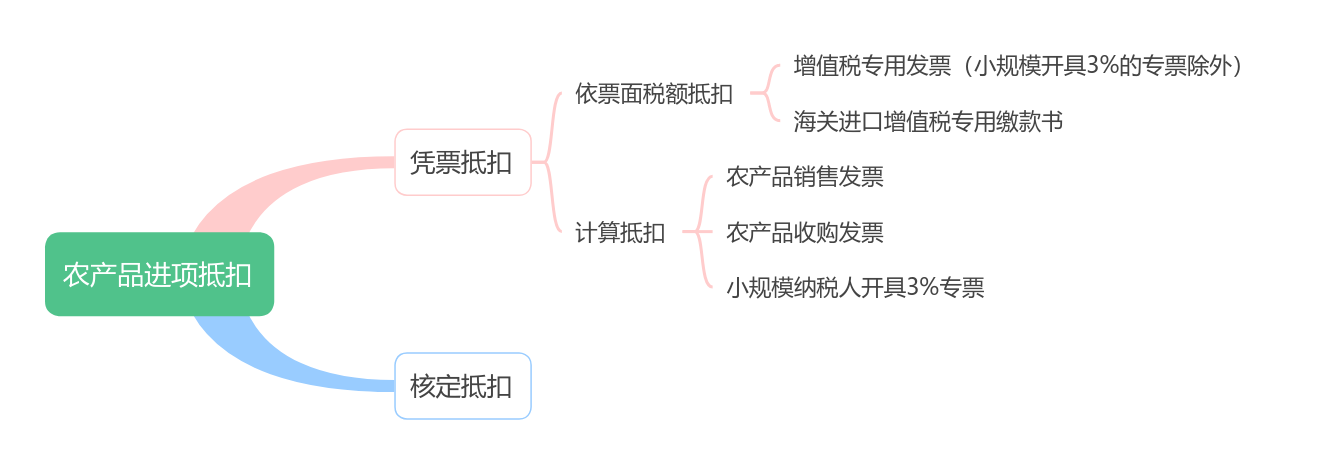 农产品进项抵扣
凭票抵扣
依票面税额抵扣
增值税专用发票（小规模开具3%的专票除外）
海关进口增值税专用缴款书
计算抵扣
农产品销售发票
农产品收购发票
小规模纳税人开具3%专票
核定抵扣